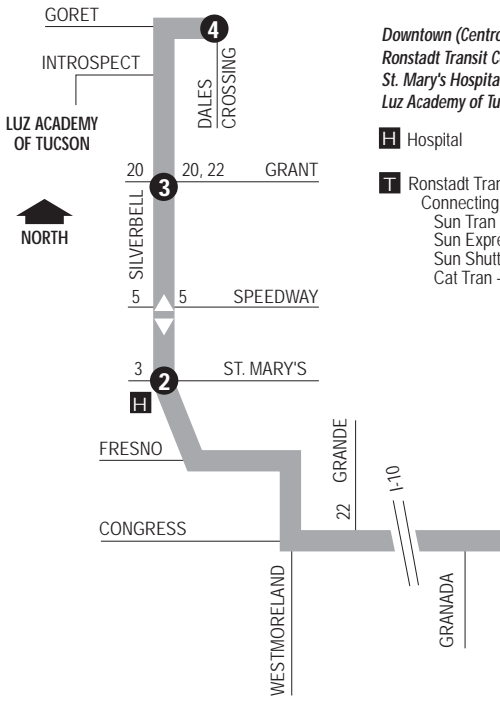 GORET
4
INTROSPECT
DALES
CROSSING
LUZ ACADEMY
OF TUCSON
20
20, 22
GRANT
3
NORTH
SILVERBELL
5
5
SPEEDWAY
3
ST. MARY'S
2
H
FRESNO
22 GRANDE
I-10
CONGRESS
WESTMORELAND
GRANADA
Downtown (Centro
Ronstadt Transit C
St. Mary's Hospita
Luz Academy of Tu
H Hospital
T Ronstadt Tran
Connecting
Sun Tran
Sun Expre
Sun Shutt
Cat Tran -